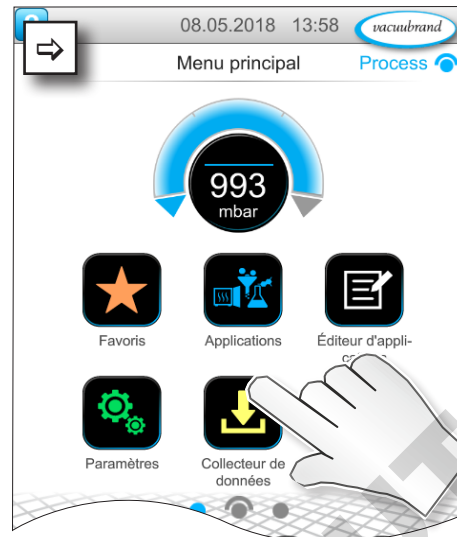 08.05.2018 13:58 vacuubrand
Menu principal Process
993
mbar
Favoris Applications Éditeur d'appli-
Paramètres Collecteur de
données